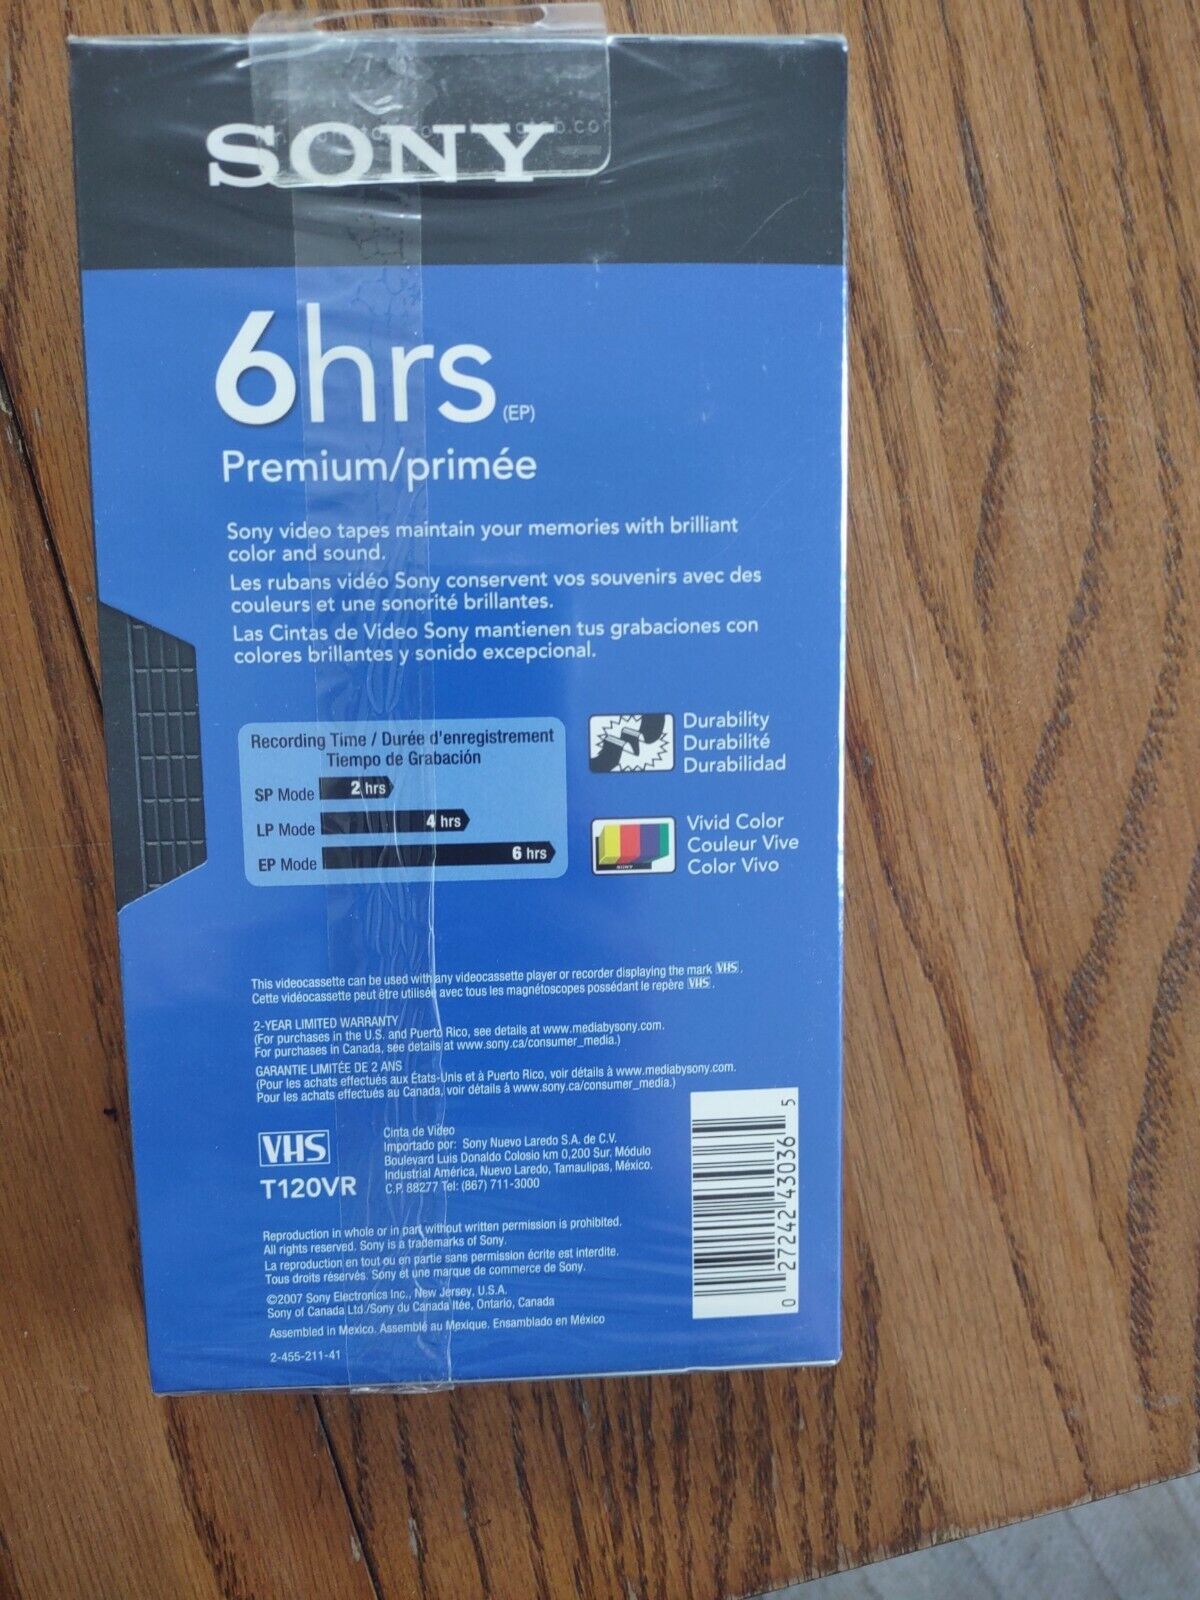 SONY
6hrs (EP)
Premium/primée
Sony video tapes maintain your memories with brilliant
color and sound.
Les rubans vidéo Sony conservent vos souvenirs avec des
couleurs et une sonorité brillantes.
Las Cintas de Video Sony mantienen tus grabaciones con
colores brillantes y sonido excepcional.
Recording Time / Durée d'enregistrement
Tiempo de Grabación
SP Mode 2 hrs
LP Mode 4 hrs
EP Mode 6 hrs
Durability
Durabilité
Durabilidad
SONY
Vivid Color
Couleur Vive
Color Vivo
This videocassette can be used with any videocassette player or recorder displaying the mark VHS.
Cette vidéocassette peut être utilisée avec tous les magnétoscopes possédant le repère VHS.
2-YEAR LIMITED WARRANTY
(For purchases in the U.S. and Puerto Rico, see details at www.mediabysony.com.
For purchases in Canada, see details at www.sony.ca/consumer_media.)
GARANTIE LIMITÉE DE 2 ANS
(Pour les achats effectués aux États-Unis et à Puerto Rico, voir détails à www.mediabysony.com.
Pour les achats effectués au Canada, voir détails à www.sony.ca/consumer_media.)
VHS
T120VR
Cinta de Video
Importado por: Sony Nuevo Laredo S.A. de C.V.
Boulevard Luis Donaldo Colosio km 0,200 Sur, Módulo
Industrial América, Nuevo Laredo, Tamaulipas, México.
C.P. 88277 Tel: (867) 711-3000
Reproduction in whole or in part without written permission is prohibited.
All rights reserved. Sony is a trademarks of Sony.
La reproduction en tout ou en partie sans permission écrite est interdite.
Tous droits réservés. Sony et une marque de commerce de Sony.
©2007 Sony Electronics Inc., New Jersey, U.S.A.
Sony of Canada Ltd./Sony du Canada ltée, Ontario, Canada
Assembled in Mexico. Assemblé au Mexique. Ensamblado en México
2-455-211-41
0 27242 43036 5